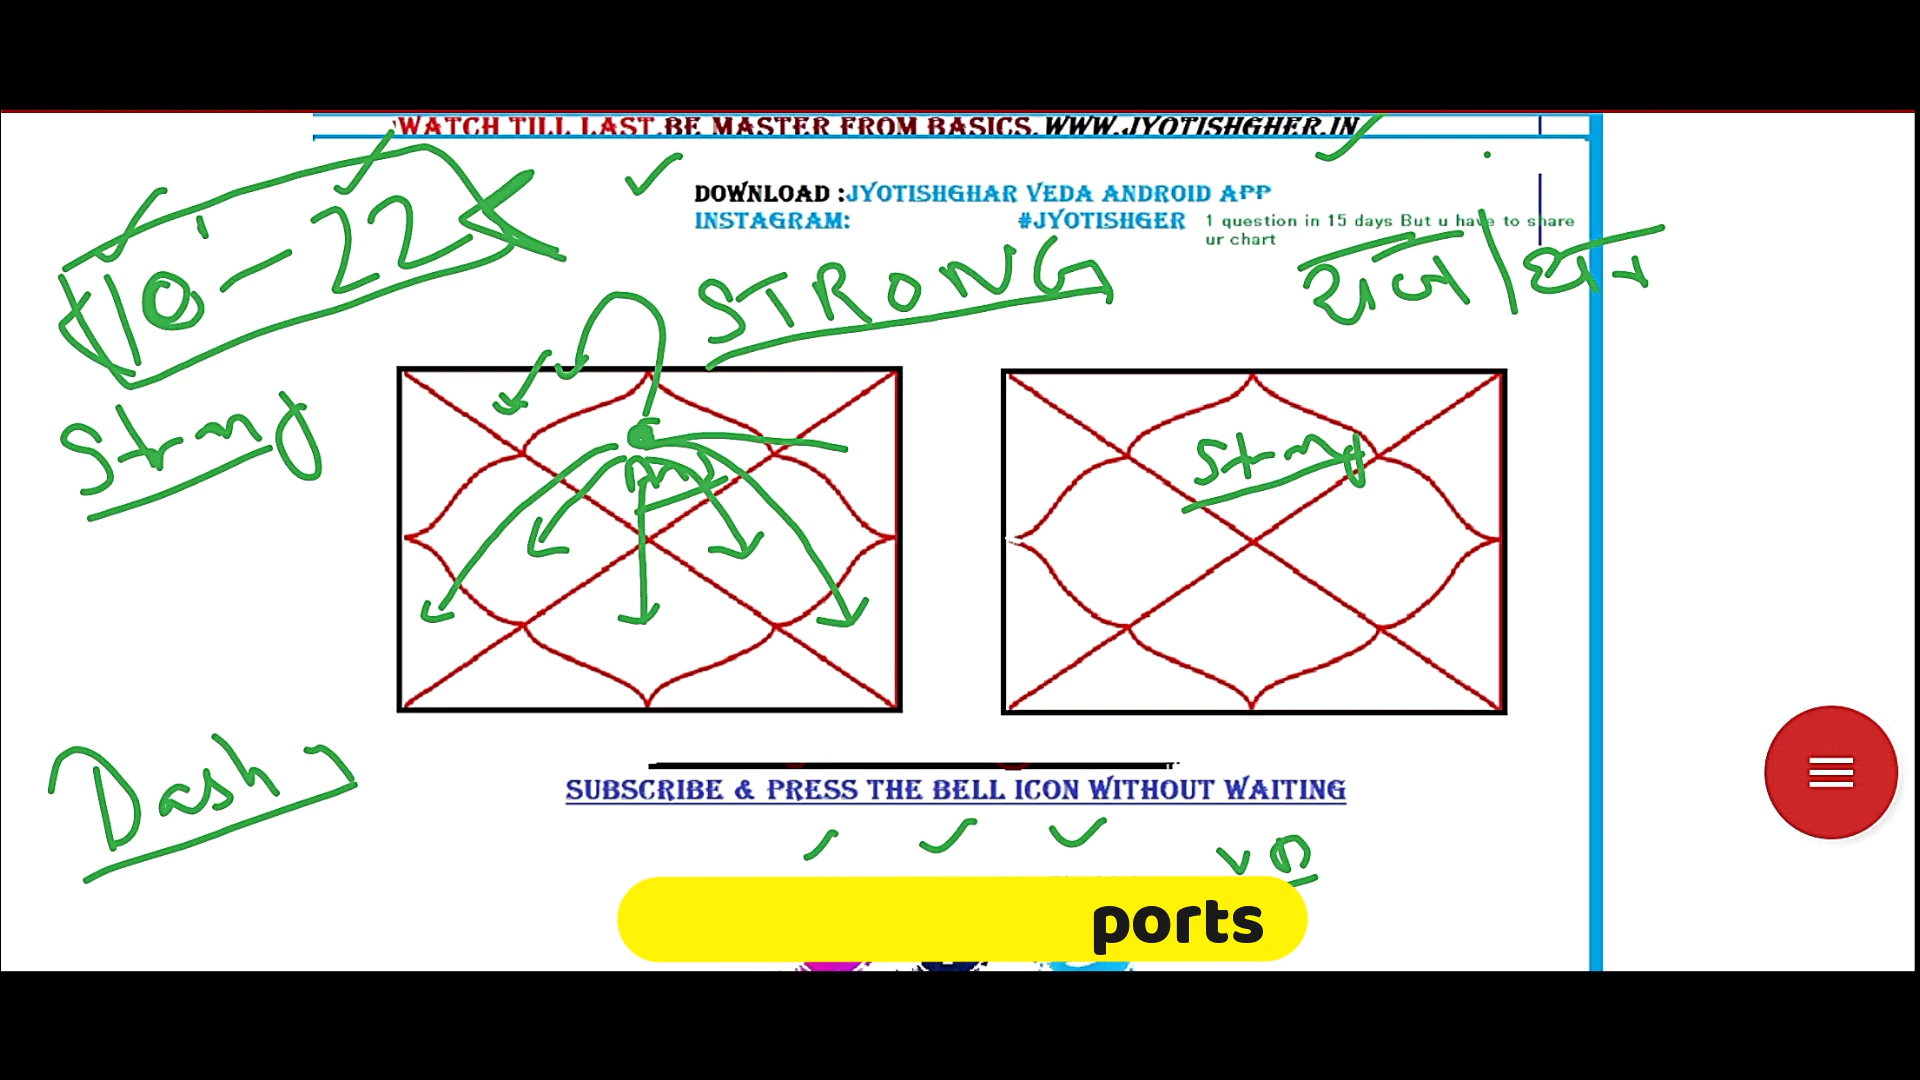 WATCH TILL LAST.BE MASTER FROM BASICS. WWW.JYOTISHGHER.IN
DOWNLOAD :JYOTISHGHAR VEDA ANDROID APP
INSTAGRAM: #JYOTISHGER
1 question in 15 days But u have to share
ur chart
10-22
STRONG
Strong
Strong
Dash
SUBSCRIBE & PRESS THE BELL ICON WITHOUT WAITING
ports